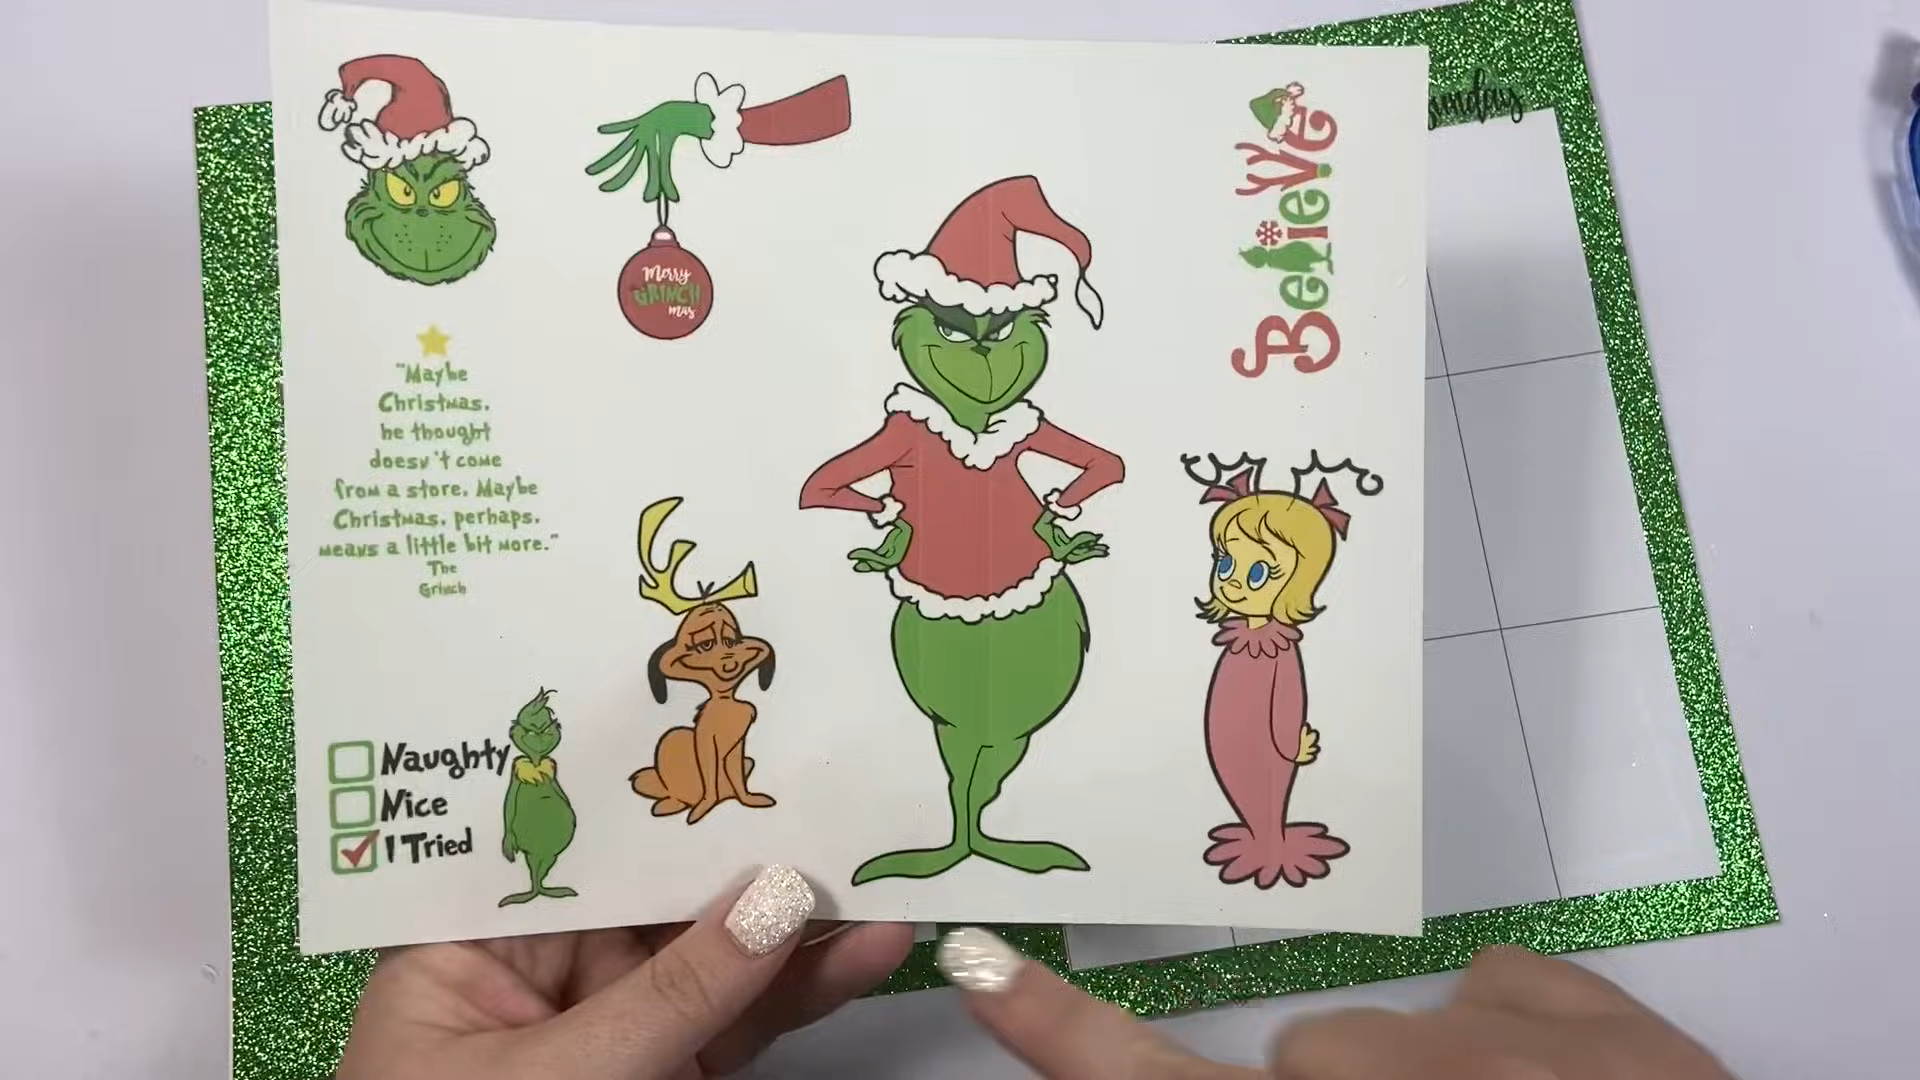 Merry
GRINCH
mas
Believe
Sunday
"Maybe
Christmas,
he thought
doesn't come
from a store. Maybe
Christmas, perhaps,
means a little bit more."
The
Grinch
Naughty
Nice
I Tried